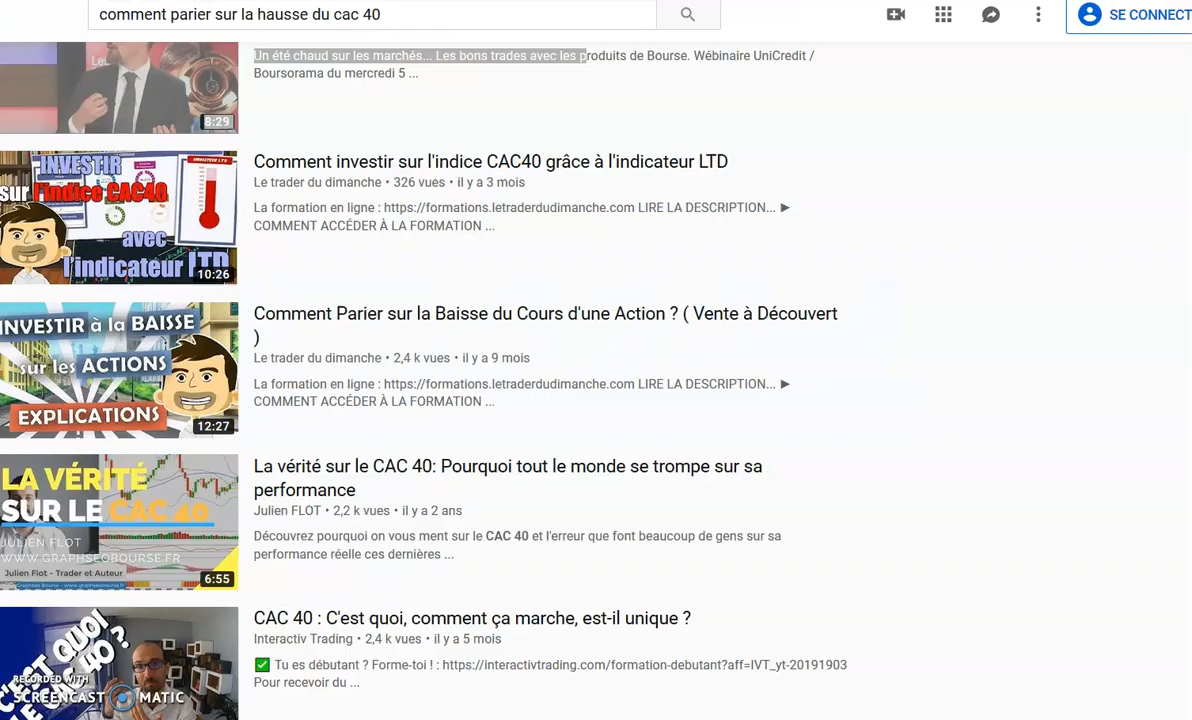 comment parier sur la hausse du cac 40
SE CONNECT
Un été chaud sur les marchés... Les bons trades avec les produits de Bourse. Wébinaire UniCredit /
Boursorama du mercredi 5 ...
8:29
INVESTIR
sur l'indice CAC40
avec
l'indicateur LTD
10:26
Comment investir sur l'indice CAC40 grâce à l'indicateur LTD
Le trader du dimanche • 326 vues • il y a 3 mois
La formation en ligne : https://formations.letraderdudimanche.com LIRE LA DESCRIPTION... ►
COMMENT ACCÉDER À LA FORMATION ...
INVESTIR à la BAISSE
sur les ACTIONS
EXPLICATIONS
12:27
Comment Parier sur la Baisse du Cours d'une Action ? ( Vente à Découvert
)
Le trader du dimanche • 2,4 k vues • il y a 9 mois
La formation en ligne : https://formations.letraderdudimanche.com LIRE LA DESCRIPTION... ►
COMMENT ACCÉDER À LA FORMATION ...
LA VÉRITÉ
SUR LE CAC 40
JULIEN FLOT
WWW.GRAPHSEOBOURSE.FR
Julien Flot - Trader et Auteur
6:55
La vérité sur le CAC 40: Pourquoi tout le monde se trompe sur sa
performance
Julien FLOT • 2,2 k vues • il y a 2 ans
Découvrez pourquoi on vous ment sur le CAC 40 et l'erreur que font beaucoup de gens sur sa
performance réelle ces dernières ...
C'EST QUOI
LE CAC 40 ?
RECORDED WITH
SCREENCAST MATIC
CAC 40 : C'est quoi, comment ça marche, est-il unique ?
Interactiv Trading • 2,4 k vues • il y a 5 mois
✅ Tu es débutant ? Forme-toi ! : https://interactivtrading.com/formation-debutant?aff=IVT_yt-20191903
Pour recevoir du ...